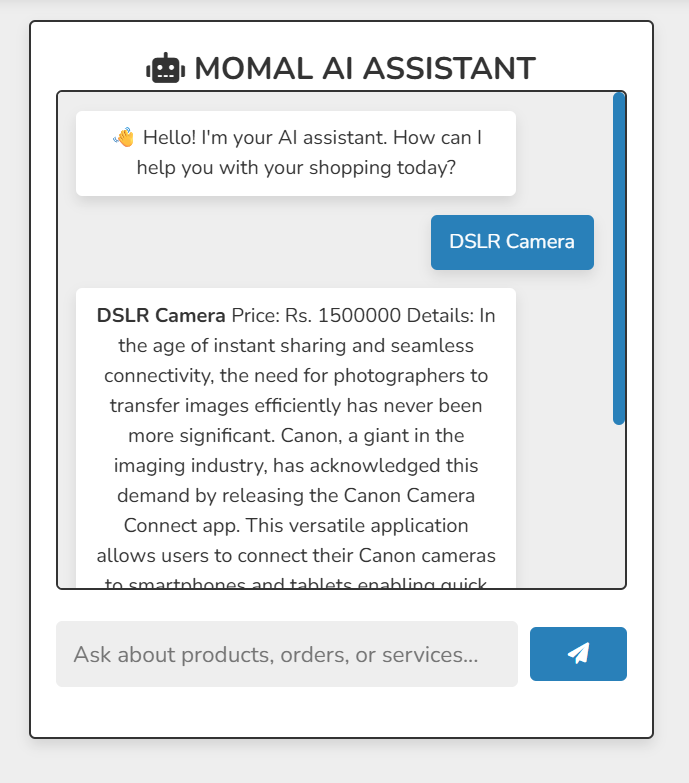 MOMAL AI ASSISTANT
👋 Hello! I'm your AI assistant. How can I
help you with your shopping today?
DSLR Camera
DSLR Camera Price: Rs. 1500000 Details: In
the age of instant sharing and seamless
connectivity, the need for photographers to
transfer images efficiently has never been
more significant. Canon, a giant in the
imaging industry, has acknowledged this
demand by releasing the Canon Camera
Connect app. This versatile application
allows users to connect their Canon cameras
to smartphones and tablets enabling quick
Ask about products, orders, or services...